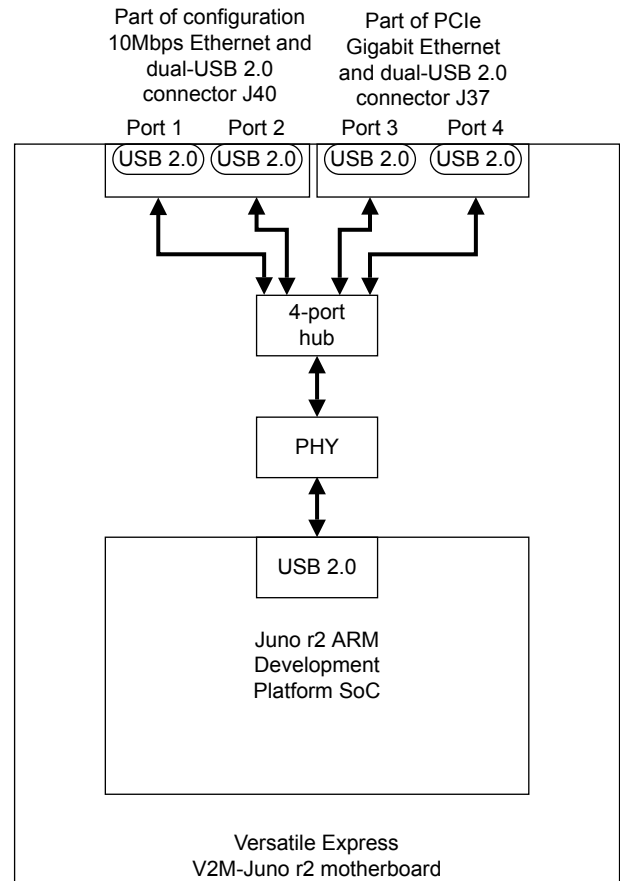 Part of configuration
10Mbps Ethernet and
dual-USB 2.0
connector J40
Part of PCIe
Gigabit Ethernet
and dual-USB 2.0
connector J37
Port 1
Port 2
Port 3
Port 4
USB 2.0
USB 2.0
USB 2.0
USB 2.0
4-port
hub
PHY
USB 2.0
Juno r2 ARM
Development
Platform SoC
Versatile Express
V2M-Juno r2 motherboard